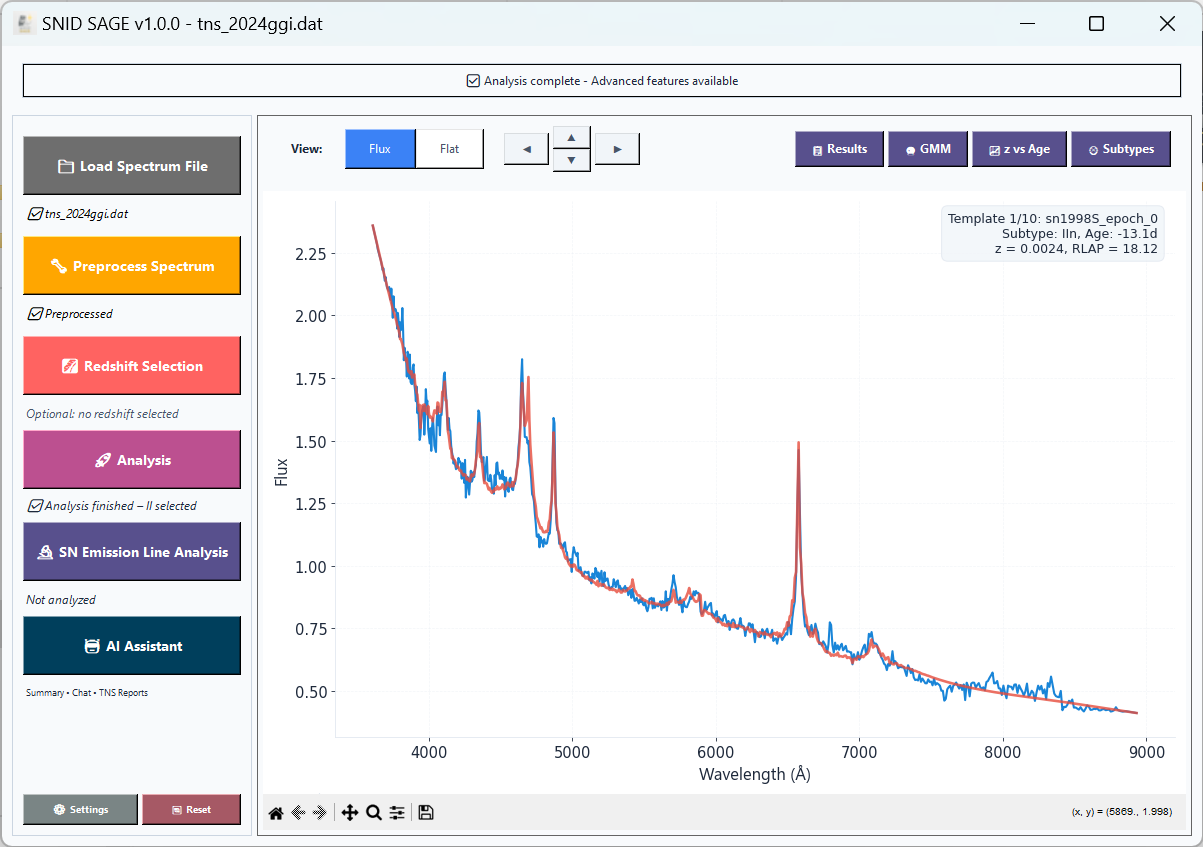 SNID SAGE v1.0.0 - tns_2024ggi.dat
Analysis complete - Advanced features available
Load Spectrum File
tns_2024ggi.dat
Preprocess Spectrum
Preprocessed
Redshift Selection
Optional: no redshift selected
Analysis
Analysis finished – II selected
SN Emission Line Analysis
Not analyzed
AI Assistant
Summary • Chat • TNS Reports
Settings
Reset
View:
Flux
Flat
◄
▲
▼
►
Results
GMM
z vs Age
Subtypes
Template 1/10: sn1998S_epoch_0
Subtype: IIn, Age: -13.1d
z = 0.0024, RLAP = 18.12
Flux
2.25
2.00
1.75
1.50
1.25
1.00
0.75
0.50
4000
5000
6000
7000
8000
9000
Wavelength (Å)
(x, y) = (5869., 1.998)